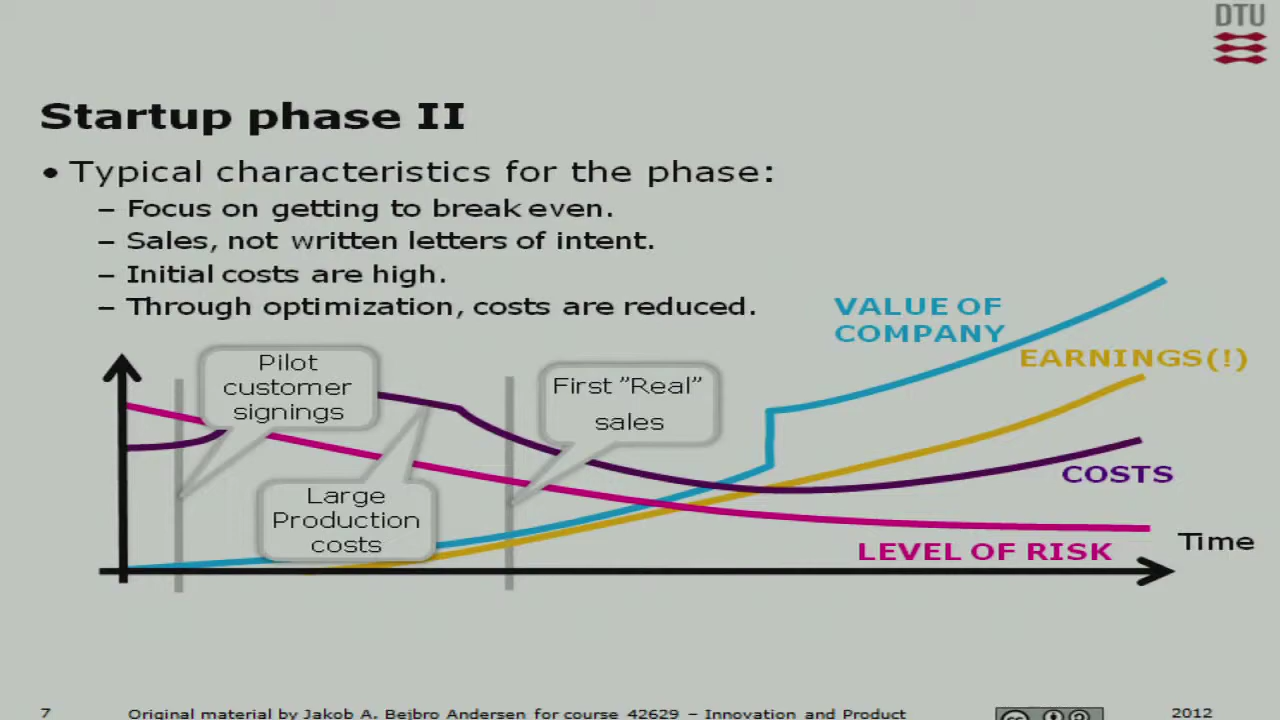 DTU
Startup phase II
• Typical characteristics for the phase:
– Focus on getting to break even.
– Sales, not written letters of intent.
– Initial costs are high.
– Through optimization, costs are reduced.
VALUE OF
COMPANY
EARNINGS(!)
Pilot
customer
signings
First ”Real”
sales
COSTS
Large
Production
costs
LEVEL OF RISK
Time
7
Original material by Jakob A. Bejbro Andersen for course 42629 – Innovation and Product
2012